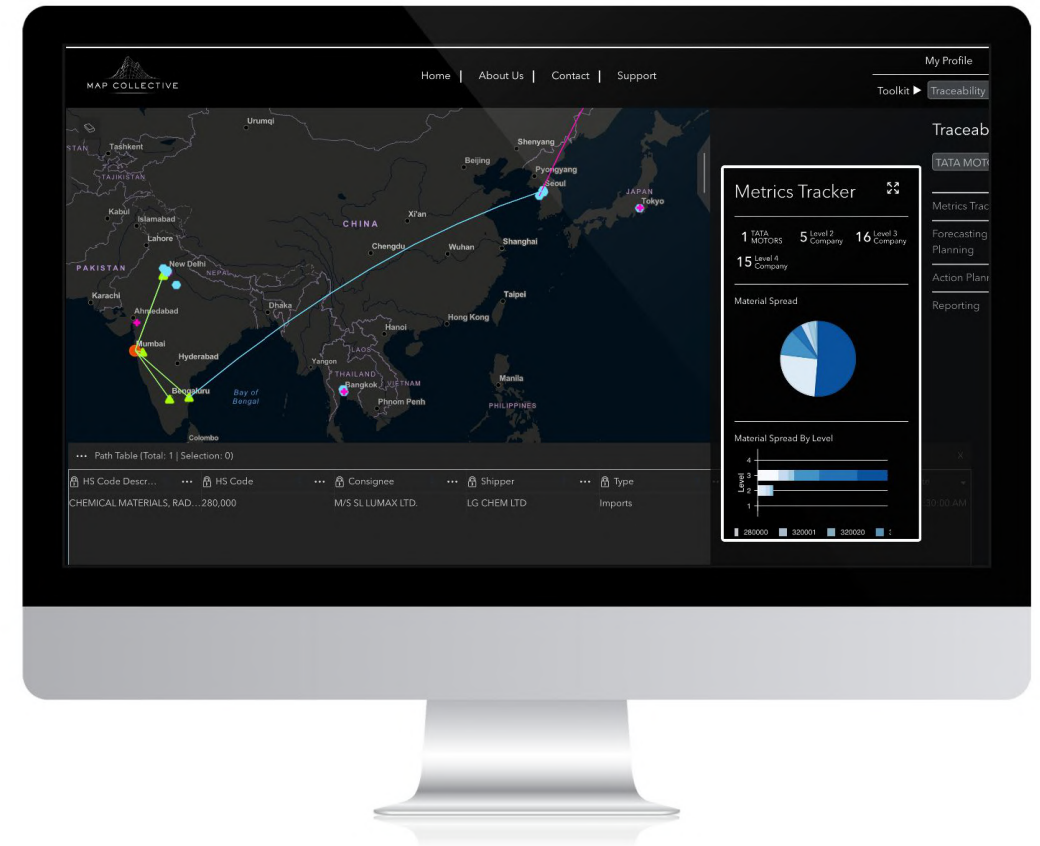 My Profile
MAP COLLECTIVE
Home | About Us | Contact | Support
Toolkit ▶ Traceability
Urumqi
Tashkent
TAJIKISTAN
Shenyang
Beijing
Pyongyang
Seoul
JAPAN
Tokyo
Kabul
Islamabad
Xi'an
CHINA
Lahore
Chengdu
Wuhan
Shanghai
PAKISTAN
New Delhi
NEPAL
Karachi
Taipei
Ahmedabad
Dhaka
Hong Kong
Hanoi
Mumbai
Hyderabad
LAOS
Yangon
THAILAND
Bangkok
VIETNAM
Manila
Bengaluru
Bay of
Bengal
Phnom Penh
PHILIPPINES
Colombo
Traceab
TATA MOTO
Metrics Trac
Forecasting
Planning
Action Plann
Reporting
Metrics Tracker
1 TATA MOTORS 5 Level 2 Company 16 Level 3 Company
15 Level 4 Company
Material Spread
Material Spread By Level
Level
4
3
2
1
280000 320001 320020
••• Path Table (Total: 1 | Selection: 0) X
HS Code Descr... ••• HS Code ••• Consignee ••• Shipper ••• Type
CHEMICAL MATERIALS, RAD...280,000 M/S SL LUMAX LTD. LG CHEM LTD Imports 30:00 AM